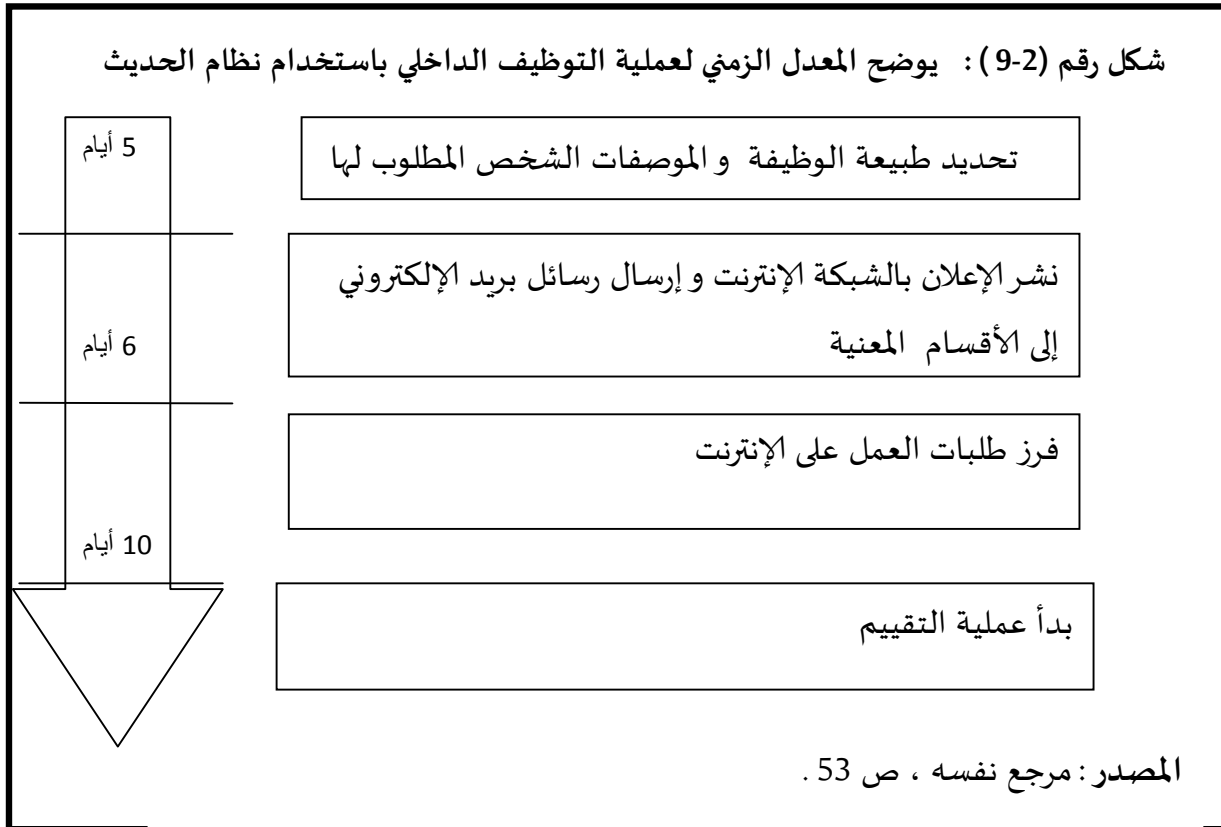 شكل رقم (2-9) : يوضح المعدل الزمني لعملية التوظيف الداخلي باستخدام نظام الحديث
5 أيام
تحديد طبيعة الوظيفة و الموصفات الشخص المطلوب لها
6 أيام
نشر الإعلان بالشبكة الإنترنت و إرسال رسائل بريد الإلكتروني
إلى الأقسام المعنية
10 أيام
فرز طلبات العمل على الإنترنت
بدأ عملية التقييم
المصدر : مرجع نفسه ، ص 53 .